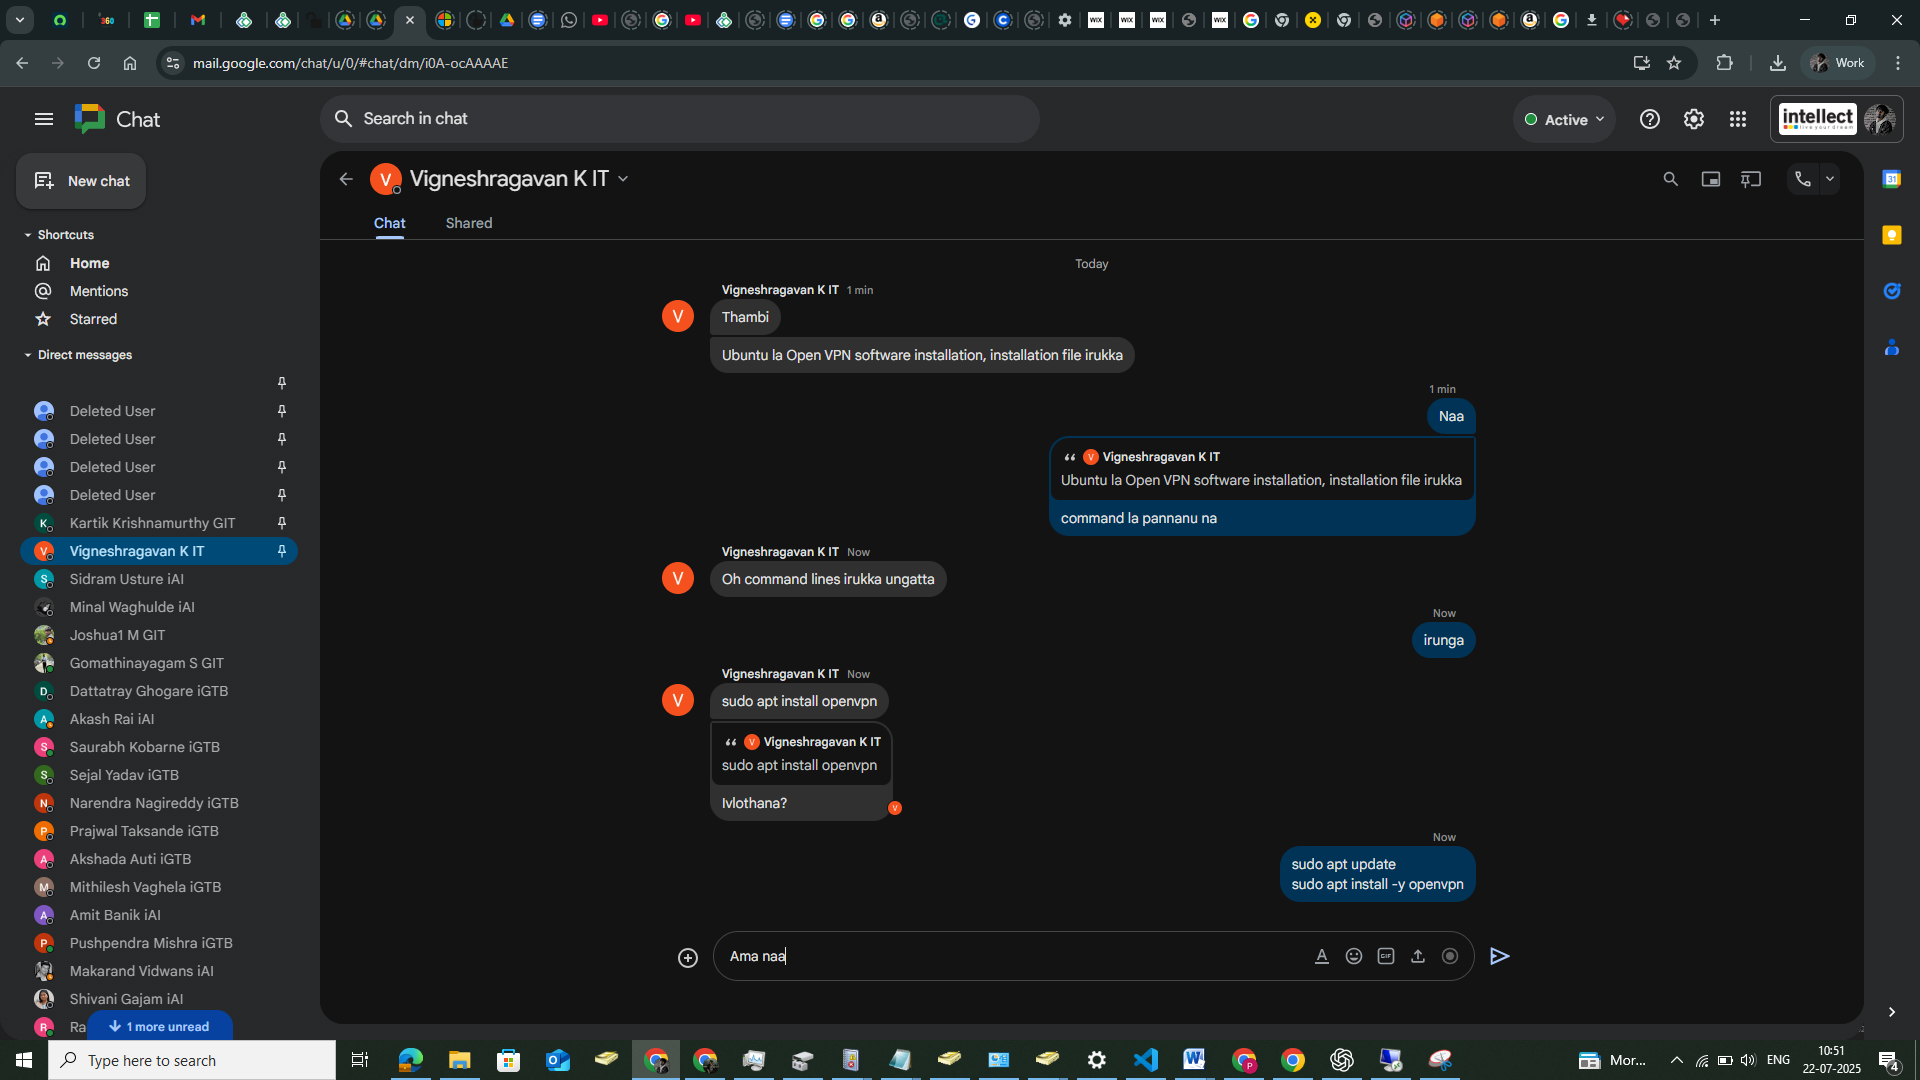 mail.google.com/chat/u/0/#chat/dm/i0A-ocAAAAE
Work
Chat
Search in chat
Active
intellect
New chat
Vigneshragavan K IT
Chat
Shared
Shortcuts
Home
Mentions
Starred
Direct messages
Deleted User
Deleted User
Deleted User
Deleted User
Kartik Krishnamurthy GIT
Vigneshragavan K IT
Sidram Usture iAI
Minal Waghulde iAI
Joshua1 M GIT
Gomathinayagam S GIT
Dattatray Ghogare iGTB
Akash Rai iAI
Saurabh Kobarne iGTB
Sejal Yadav iGTB
Narendra Nagireddy iGTB
Prajwal Taksande iGTB
Akshada Auti iGTB
Mithilesh Vaghela iGTB
Amit Banik iAI
Pushpendra Mishra iGTB
Makarand Vidwans iAI
Shivani Gajam iAI
Ra
1 more unread
Today
Vigneshragavan K IT 1 min
Thambi
Ubuntu la Open VPN software installation, installation file irukka
1 min
Naa
Vigneshragavan K IT
Ubuntu la Open VPN software installation, installation file irukka
command la pannanu na
Vigneshragavan K IT Now
Oh command lines irukka ungatta
Now
irunga
Vigneshragavan K IT Now
sudo apt install openvpn
Vigneshragavan K IT
sudo apt install openvpn
Ivlothana?
Now
sudo apt update
sudo apt install -y openvpn
Ama naa
Type here to search
Mor...
ENG
10:51
22-07-2025
4